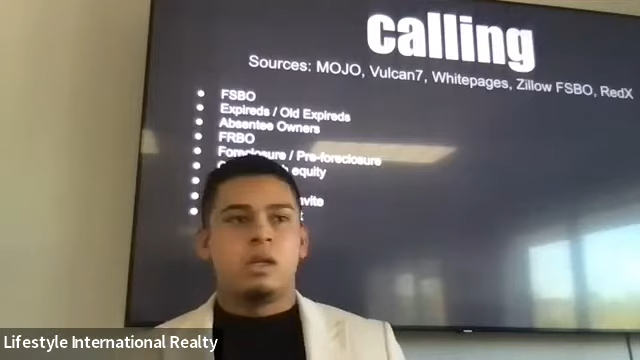 calling
Sources: MOJO, Vulcan7, Whitepages, Zillow FSBO, RedX
FSBO
Expireds / Old Expireds
Absentee Owners
FRBO
Foreclosure / Pre-foreclosure
equity
Lifestyle International Realty